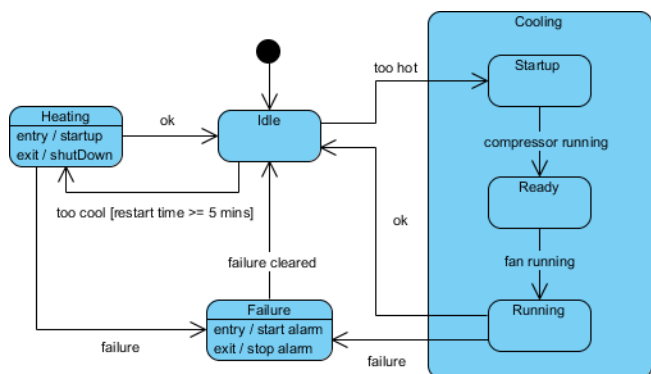 Cooling
too hot
Startup
Heating
entry / startup
exit / shutDown
ok
Idle
compressor running
Ready
too cool [restart time >= 5 mins]
ok
fan running
failure cleared
Failure
entry / start alarm
exit / stop alarm
Running
failure
failure